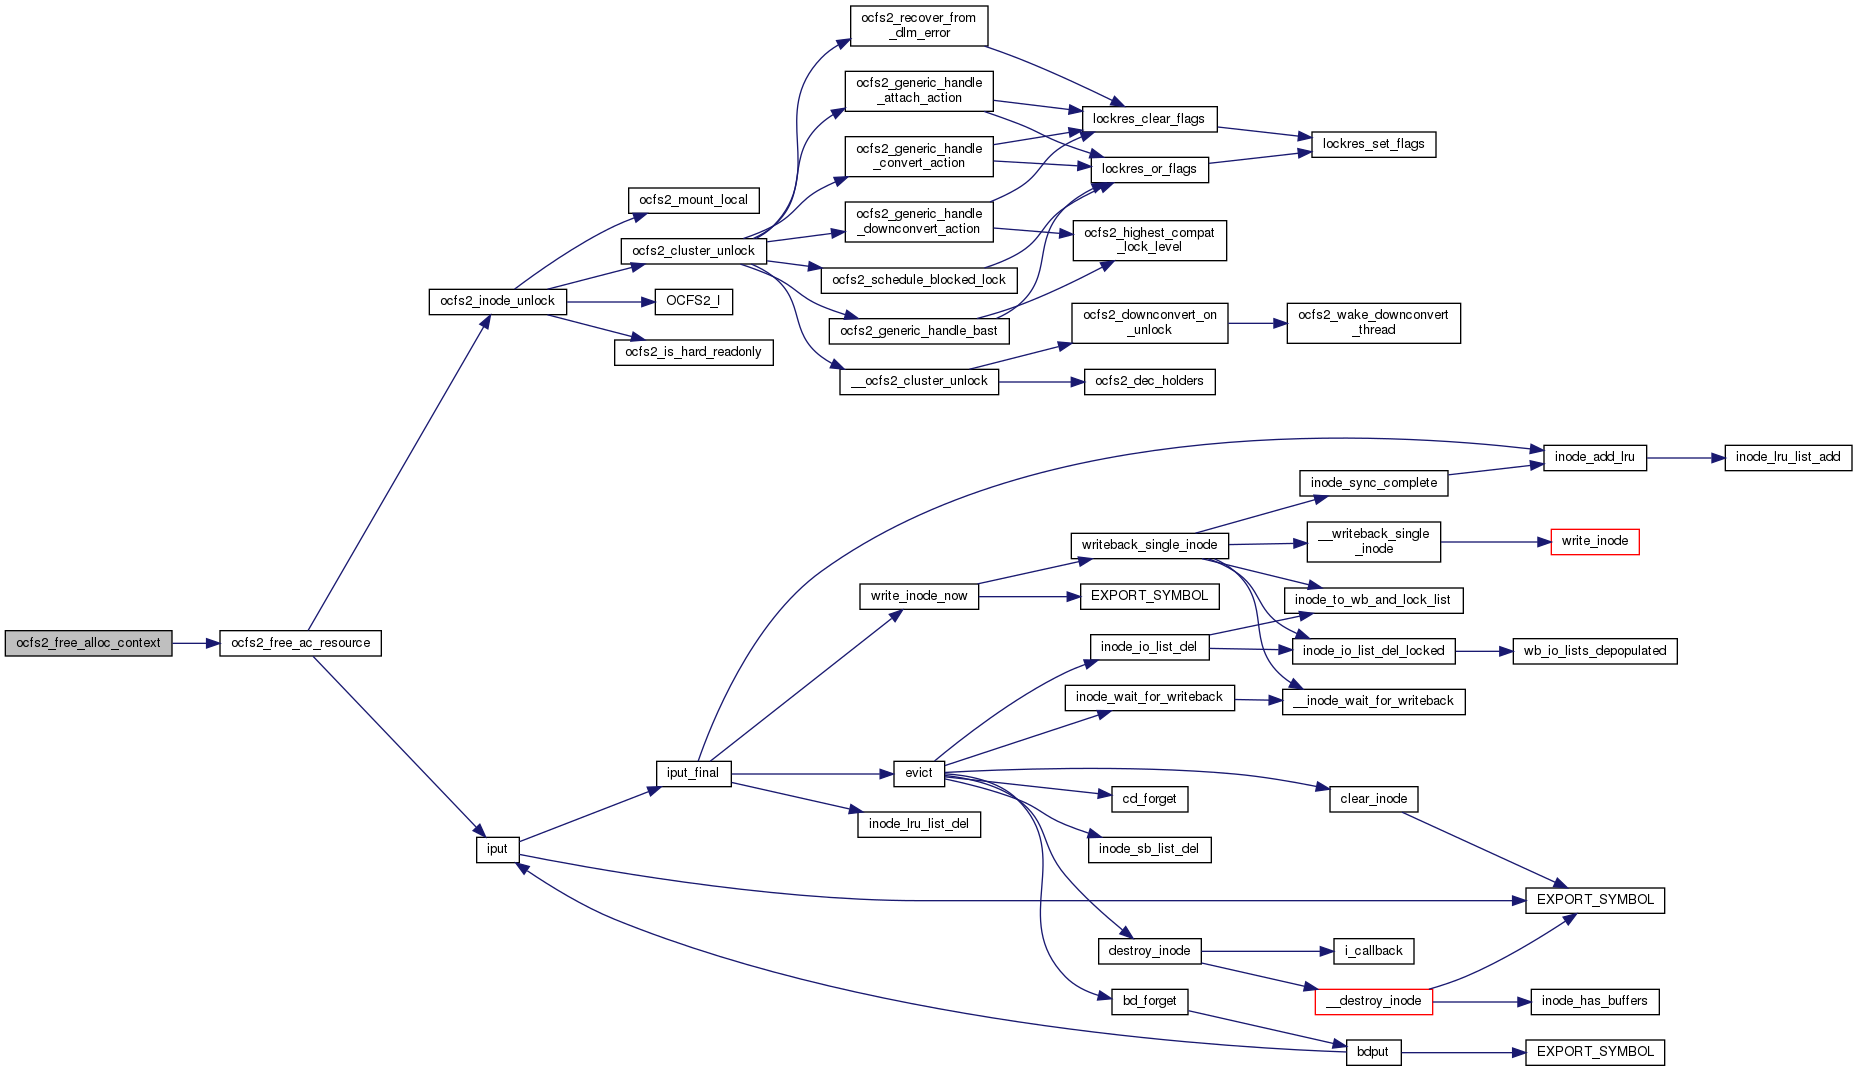 ocfs2_recover_from
_dlm_error
ocfs2_generic_handle
_attach_action
lockres_clear_flags
lockres_set_flags
ocfs2_generic_handle
_convert_action
lockres_or_flags
ocfs2_mount_local
ocfs2_generic_handle
_downconvert_action
ocfs2_highest_compat
_lock_level
ocfs2_cluster_unlock
ocfs2_schedule_blocked_lock
ocfs2_inode_unlock
OCFS2_I
ocfs2_generic_handle_bast
ocfs2_downconvert_on
_unlock
ocfs2_wake_downconvert
_thread
ocfs2_is_hard_readonly
__ocfs2_cluster_unlock
ocfs2_dec_holders
inode_add_lru
inode_lru_list_add
inode_sync_complete
writeback_single_inode
__writeback_single
_inode
write_inode
write_inode_now
EXPORT_SYMBOL
inode_to_wb_and_lock_list
ocfs2_free_alloc_context
ocfs2_free_ac_resource
inode_io_list_del
inode_io_list_del_locked
wb_io_lists_depopulated
inode_wait_for_writeback
__inode_wait_for_writeback
iput_final
evict
cd_forget
clear_inode
inode_lru_list_del
iput
inode_sb_list_del
EXPORT_SYMBOL
destroy_inode
i_callback
bd_forget
__destroy_inode
inode_has_buffers
bdput
EXPORT_SYMBOL